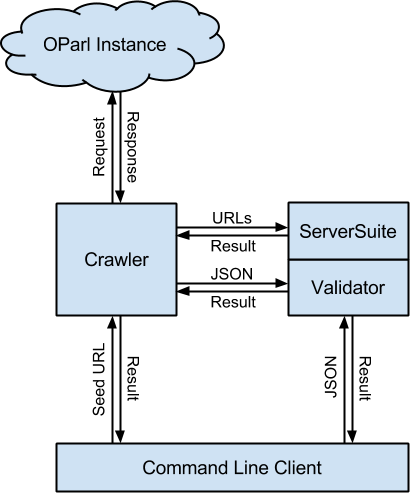 OParl Instance
Request
Response
Crawler
URLs
Result
JSON
Result
ServerSuite
Validator
Seed URL
Result
JSON
Result
Command Line Client